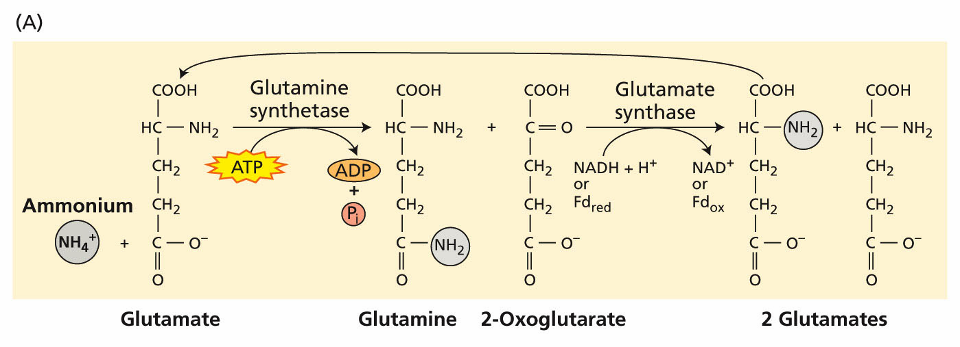 (A)
COOH
HC — NH2
CH2
CH2
C — O–
O
Ammonium
NH4+
+
Glutamine
synthetase
ATP
ADP
+
Pi
COOH
HC — NH2
CH2
CH2
C — NH2
O
+
COOH
C = O
CH2
CH2
C — O–
O
Glutamate
synthase
NADH + H+
or
Fdred
NAD+
or
Fdox
COOH
HC — NH2
CH2
CH2
C — O–
O
+
COOH
HC — NH2
CH2
CH2
C — O–
O
Glutamate
Glutamine
2-Oxoglutarate
2 Glutamates